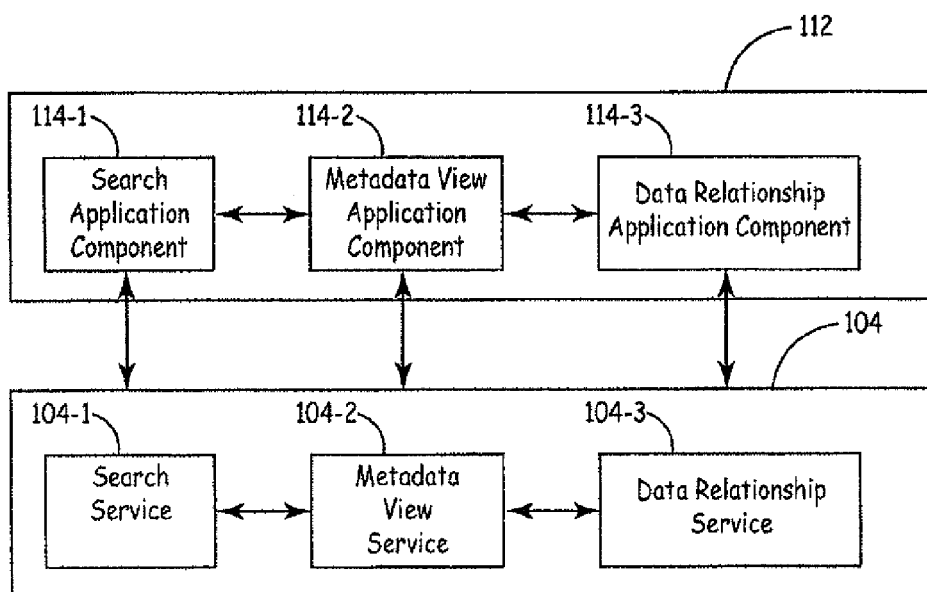 112
114-1
114-2
114-3
Search
Application
Component
Metadata View
Application
Component
Data Relationship
Application Component
104
104-1
104-2
104-3
Search
Service
Metadata
View
Service
Data Relationship
Service